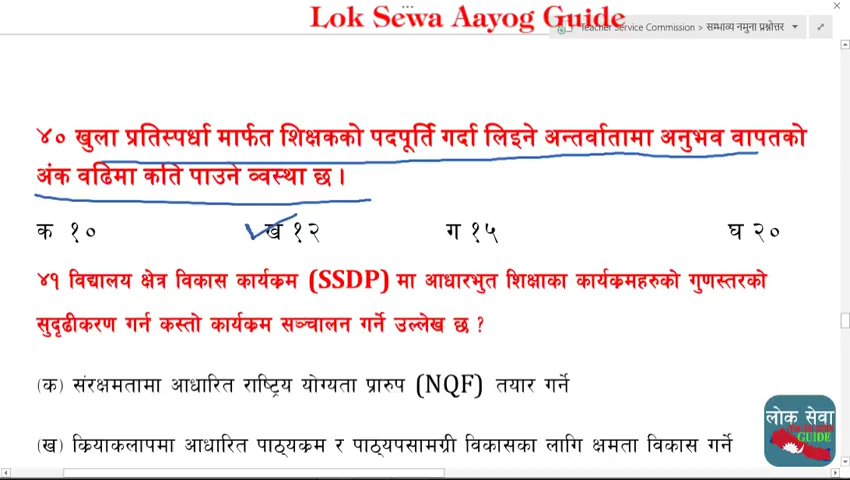 Lok Sewa Aayog Guide
Teacher Service Commission > सम्भाव्य नमुना प्रश्नोत्तर
४० खुला प्रतिस्पर्धा मार्फत शिक्षकको पदपूर्ति गर्दा लिइने अन्तर्वातामा अनुभव वापतको
अंक वढिमा कति पाउने व्यवस्था छ ।
क १० ख १२ ग १५ घ २०
४१ विद्यालय क्षेत्र विकास कार्यक्रम (SSDP) मा आधारभुत शिक्षाका कार्यक्रमहरुको गुणस्तरको
सुदृढीकरण गर्न कस्तो कार्यक्रम सञ्चालन गर्ने उल्लेख छ ?
(क) संरक्षमतामा आधारित राष्ट्रिय योग्यता प्रारुप (NQF) तयार गर्ने
(ख) क्रियाकलापमा आधारित पाठ्यक्रम र पाठ्यपसामग्री विकासका लागि क्षमता विकास गर्ने
लोक सेवा
GUIDE